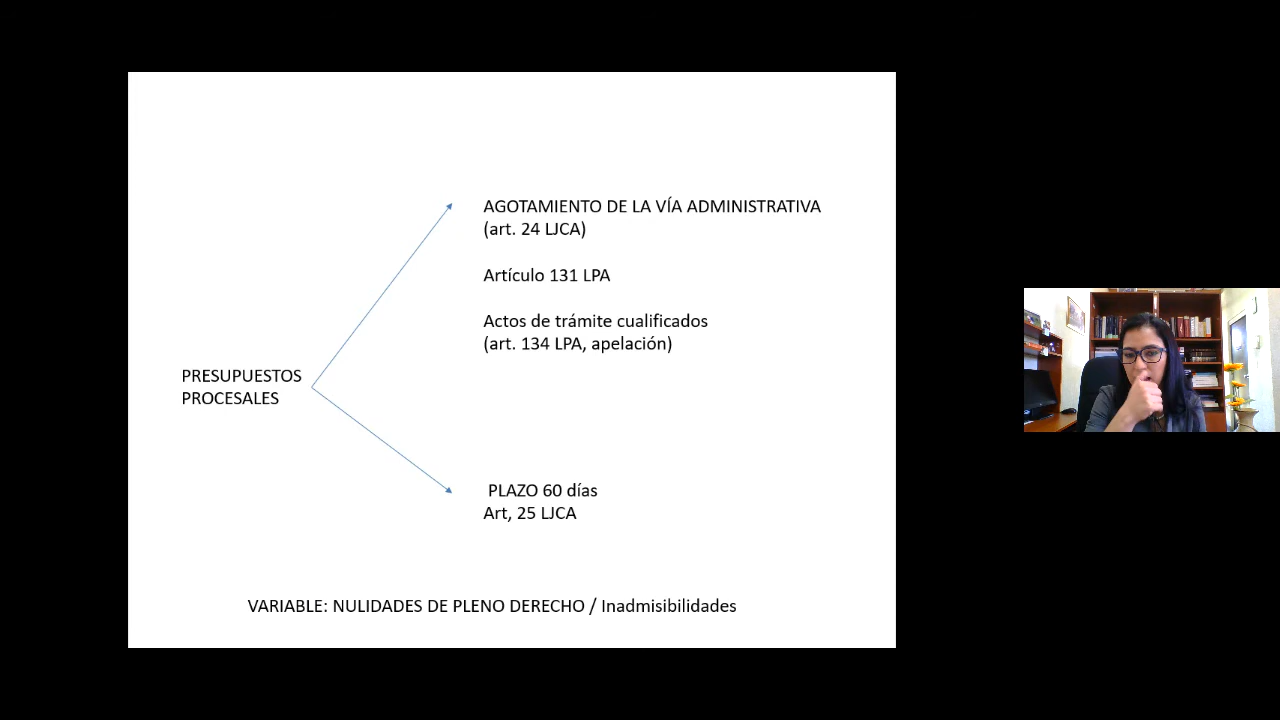 AGOTAMIENTO DE LA VÍA ADMINISTRATIVA
(art. 24 LJCA)
Artículo 131 LPA
Actos de trámite cualificados
(art. 134 LPA, apelación)
PRESUPUESTOS
PROCESALES
PLAZO 60 días
Art, 25 LJCA
VARIABLE: NULIDADES DE PLENO DERECHO / Inadmisibilidades